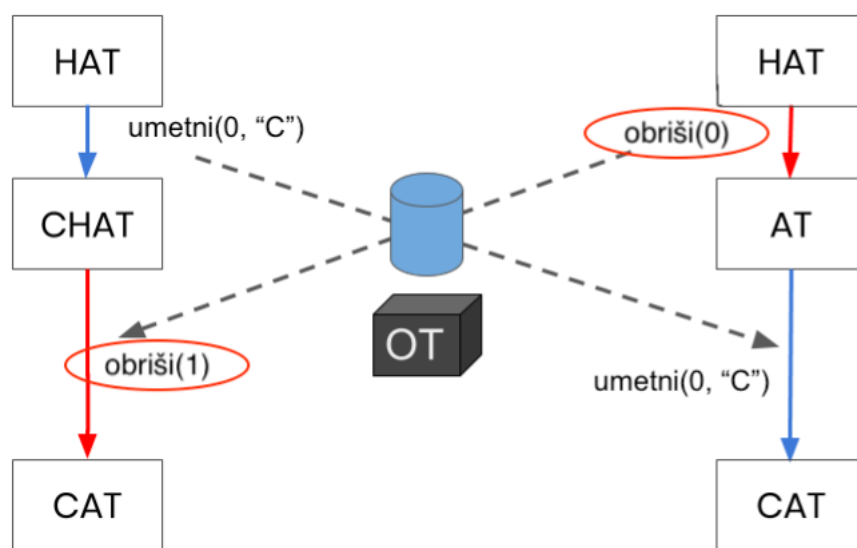 HAT
HAT
umetni(0, “C”)
obriši(0)
CHAT
AT
OT
obriši(1)
umetni(0, “C”)
CAT
CAT